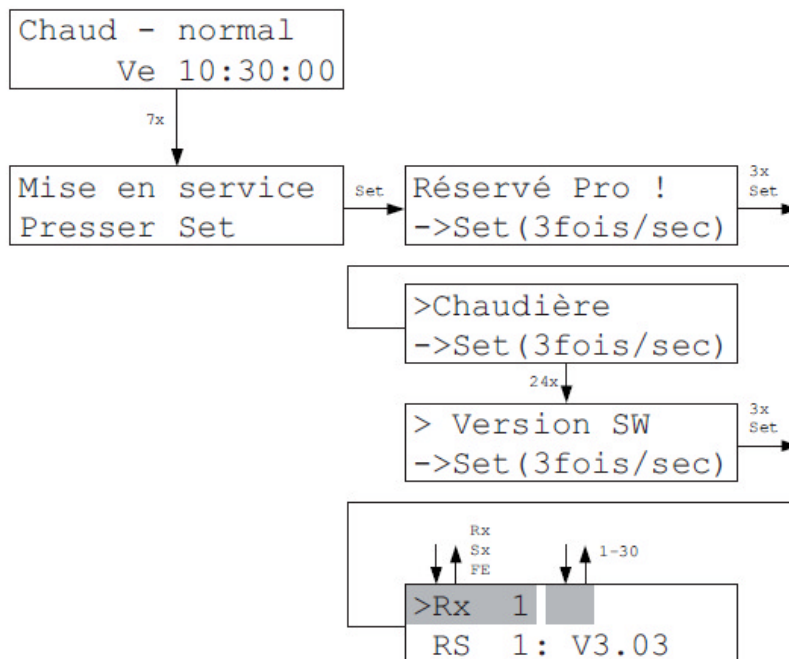 Chaud - normal
Ve 10:30:00
7x
Mise en service
Presser Set
Set
Réservé Pro !
->Set(3fois/sec)
3x
Set
>Chaudière
->Set(3fois/sec)
24x
> Version SW
->Set(3fois/sec)
3x
Set
Rx
Sx
FE
1-30
>Rx 1
RS 1: V3.03